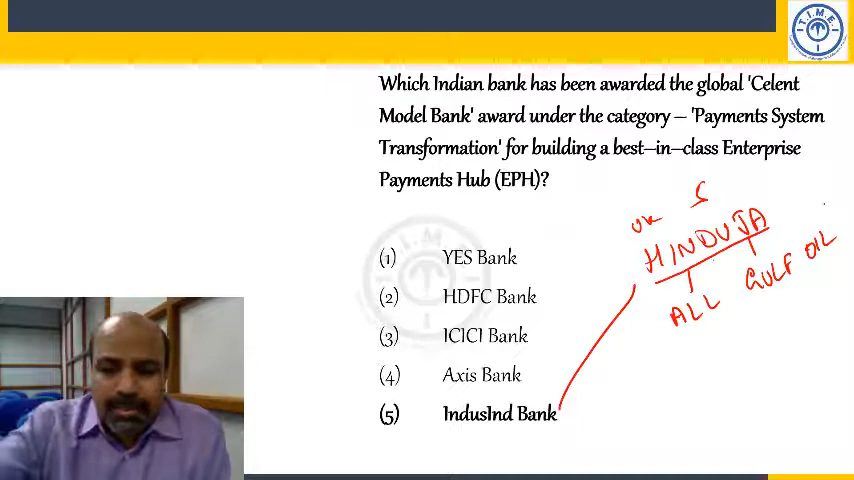 T.I.M.E.
Which Indian bank has been awarded the global 'Celent
Model Bank' award under the category – 'Payments System
Transformation' for building a best–in–class Enterprise
Payments Hub (EPH)?
(1) YES Bank
(2) HDFC Bank
(3) ICICI Bank
(4) Axis Bank
(5) IndusInd Bank
UK S
HINDUJA
ALL GULF OIL